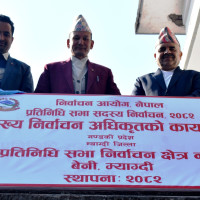 निर्वाचन आयोग, नेपाल
प्रतिनिधि सभा सदस्य निर्वाचन, २०८२
ख्य निर्वाचन अधिकृतको कार्या
गण्डकी प्रदेश
म्याग्दी जिल्ला
प्रतिनिधि सभा निर्वाचन क्षेत्र नं
बेनी, म्याग्दी
स्थापनाः २०८२